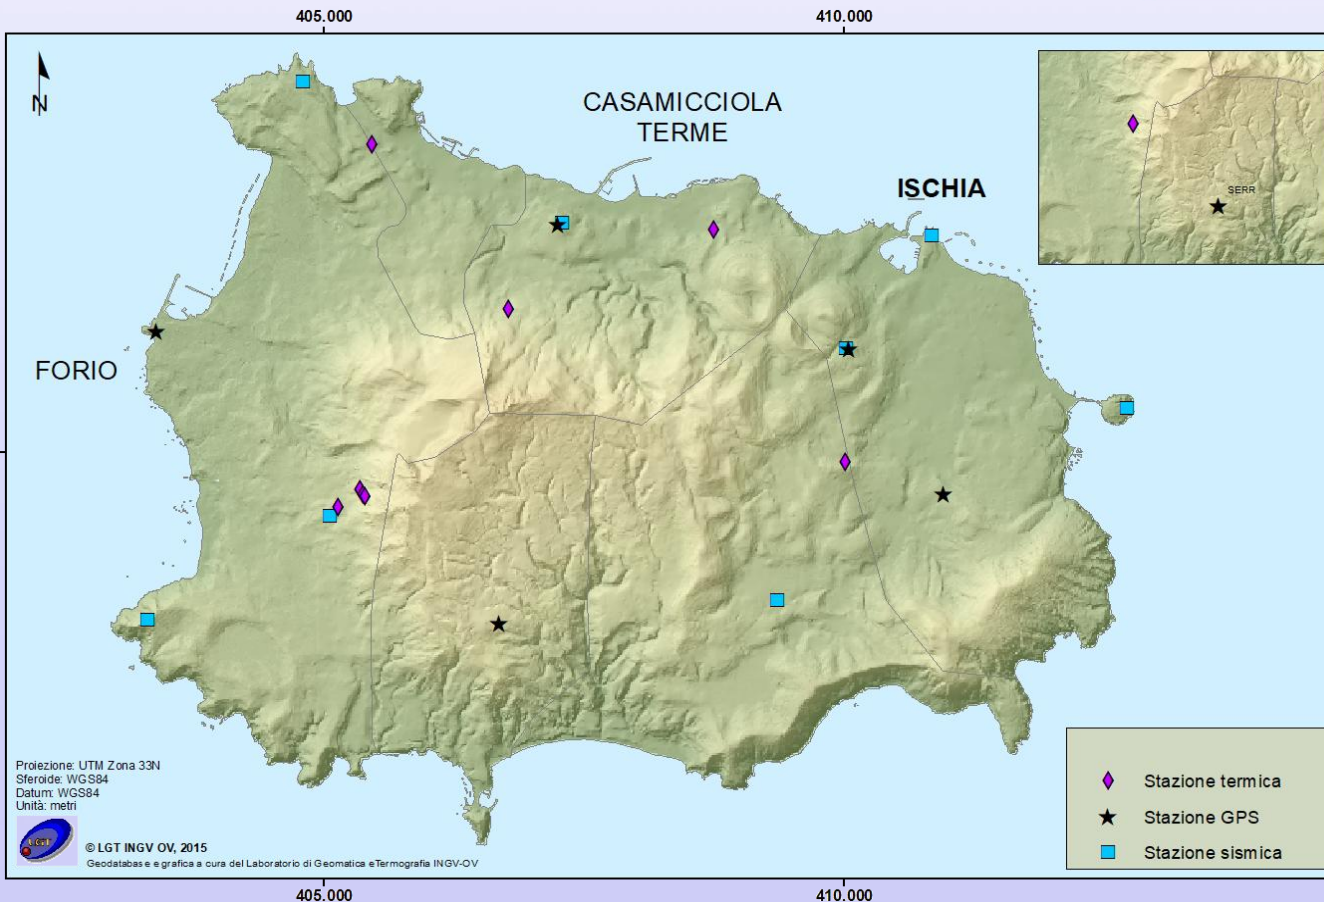 405.000
410.000
N
CASAMICCIOLA
TERME
ISCHIA
SERR
FORIO
Proiezione: UTM Zona 33N
Sferoide: WGS84
Datum: WGS84
Unità: metri
© LGT INGV OV, 2015
Geodatabase e grafica a cura del Laboratorio di Geomatica e Termografia INGV-OV
Stazione termica
Stazione GPS
Stazione sismica
405.000
410.000